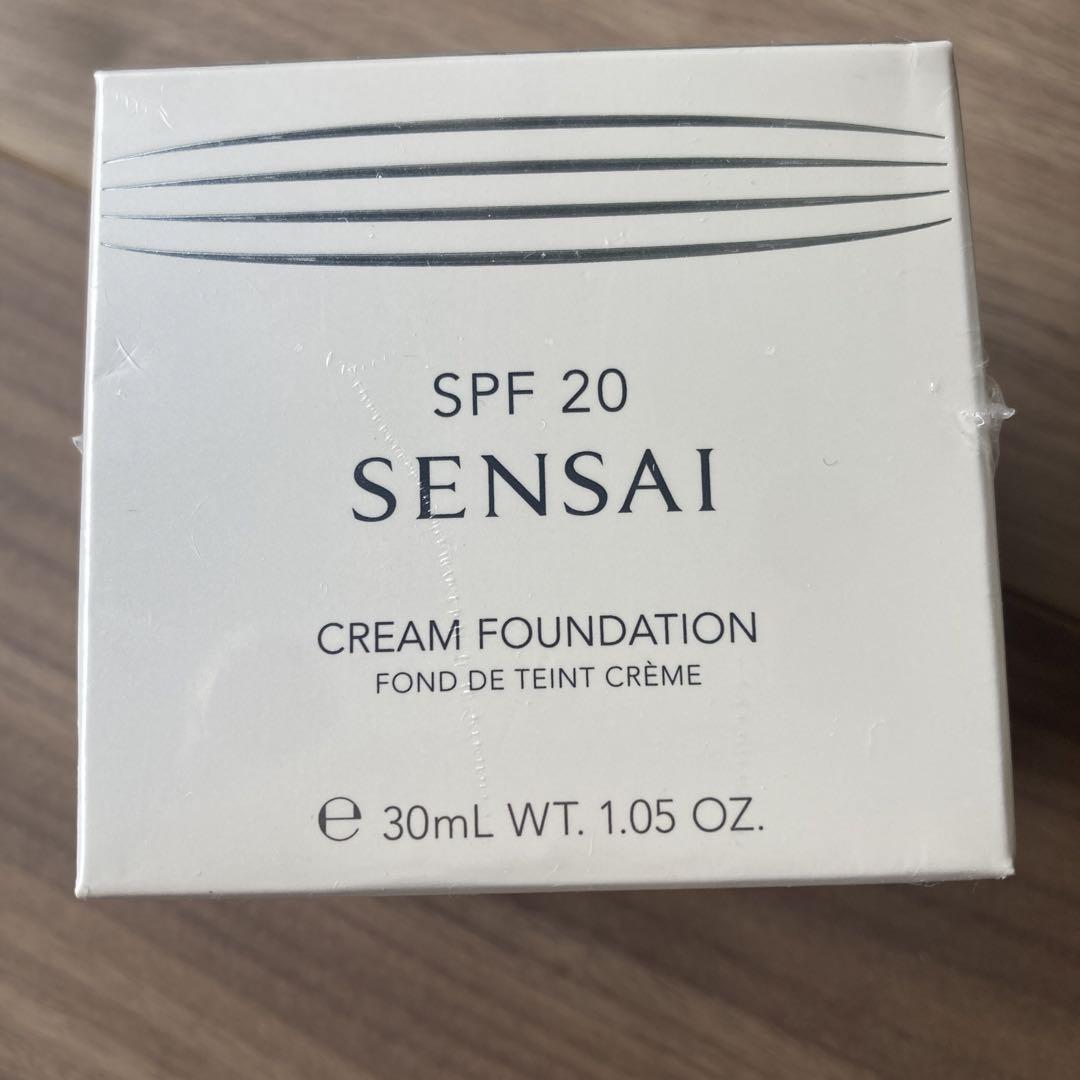 SPF 20
SENSAI
CREAM FOUNDATION
FOND DE TEINT CRÈME
℮ 30mL WT. 1.05 OZ.